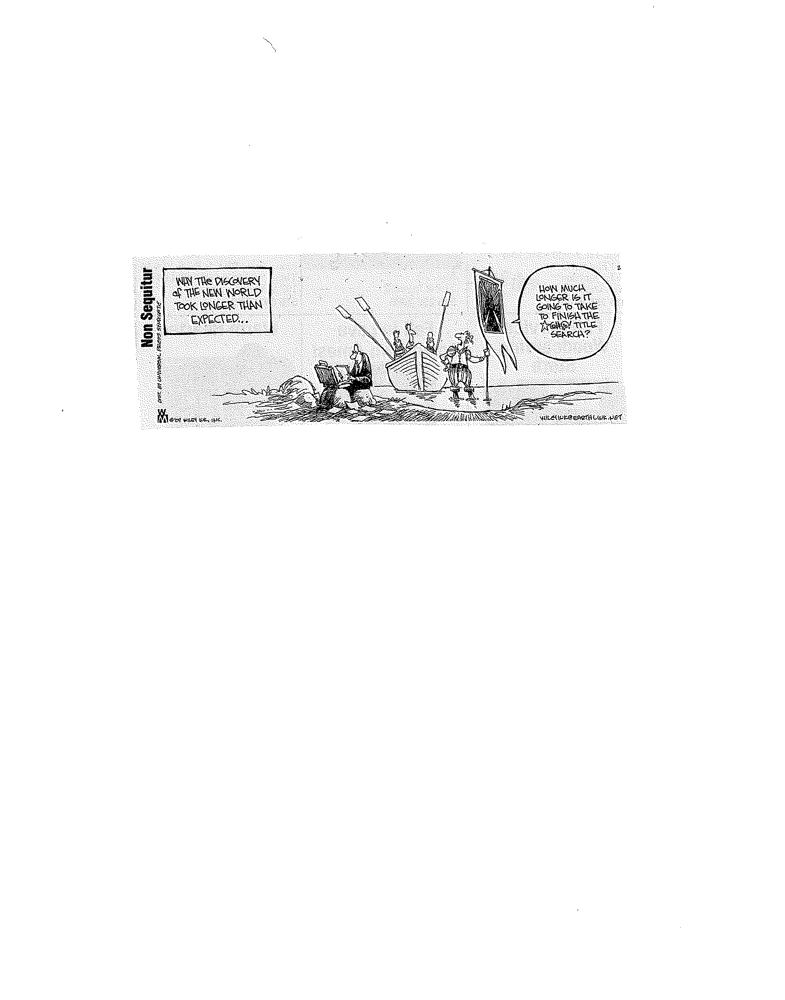 Non Sequitur
DIST. BY UNIVERSAL PRESS SYNDICATE
WHY THe DISCOVERY
of THE NEW WORLD
TOOK LONGER THAN
EXPECTED...
HOW MUCH
LONGER IS IT
GOING TO TAKE
TO FINISH THE
☆@#@! TITLE
SEARCH?
2
WILEY INK, INC.
WILEYINK@EARTHLINK.NET